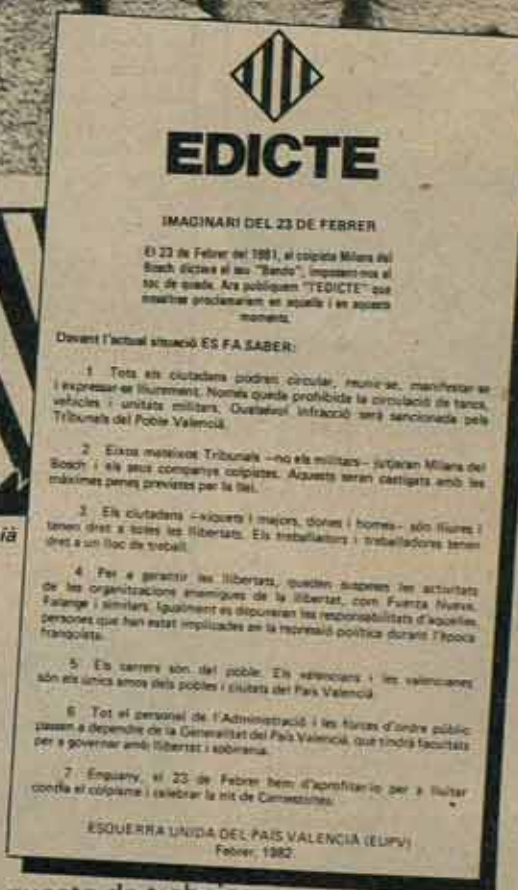 EDICTE
IMAGINARI DEL 23 DE FEBRER
El 23 de Febrer del 1981, el colpista Milans del
Bosch dictava el seu "Bando", imposant-nos el
toc de queda. Ara publiquem "l'EDICTE" que
nosaltres proclamariem en aquells i en aquests
moments.
Davant l'actual situació ES FA SABER:
1 Tots els ciutadans podran circular, reunir-se, manifestar-se
i expressar-se lliurement. Només queda prohibida la circulació de tancs,
vehicles i unitats militars. Qualsevol infracció serà sancionada pels
Tribunals del Poble Valencià.
2 Eixos mateixos Tribunals —no els militars— jutjaran Milans del
Bosch i els seus companys colpistes. Aquests seran castigats amb les
màximes penes previstes per la llei.
3 Els ciutadans —xiquets i majors, dones i homes— són lliures i
tenen dret a totes les llibertats. Els treballadors i treballadores tenen
dret a un lloc de treball.
4 Per a garantir les llibertats, queden suspeses les activitats
de les organitzacions enemigues de la llibertat, com Fuerza Nueva,
Falange i similars. Igualment es depuraran les responsabilitats d'aquelles
persones que han estat implicades en la repressió política durant l'època
franquista.
5 Els carrers són del poble. Els valencians i les valencianes
són els únics amos dels pobles i ciutats del País Valencià.
6 Tot el personal de l'Administració i les forces d'ordre públic
passen a dependre de la Generalitat del País Valencià, que tindrà facultats
per a governar amb llibertat i sobirania.
7 Enguany, el 23 de Febrer hem d'aprofitar-lo per a lluitar
contra el colpisme i celebrar la nit de Carnestoltes.
ESQUERRA UNIDA DEL PAIS VALENCIÀ (EUPV)
Febrer, 1982